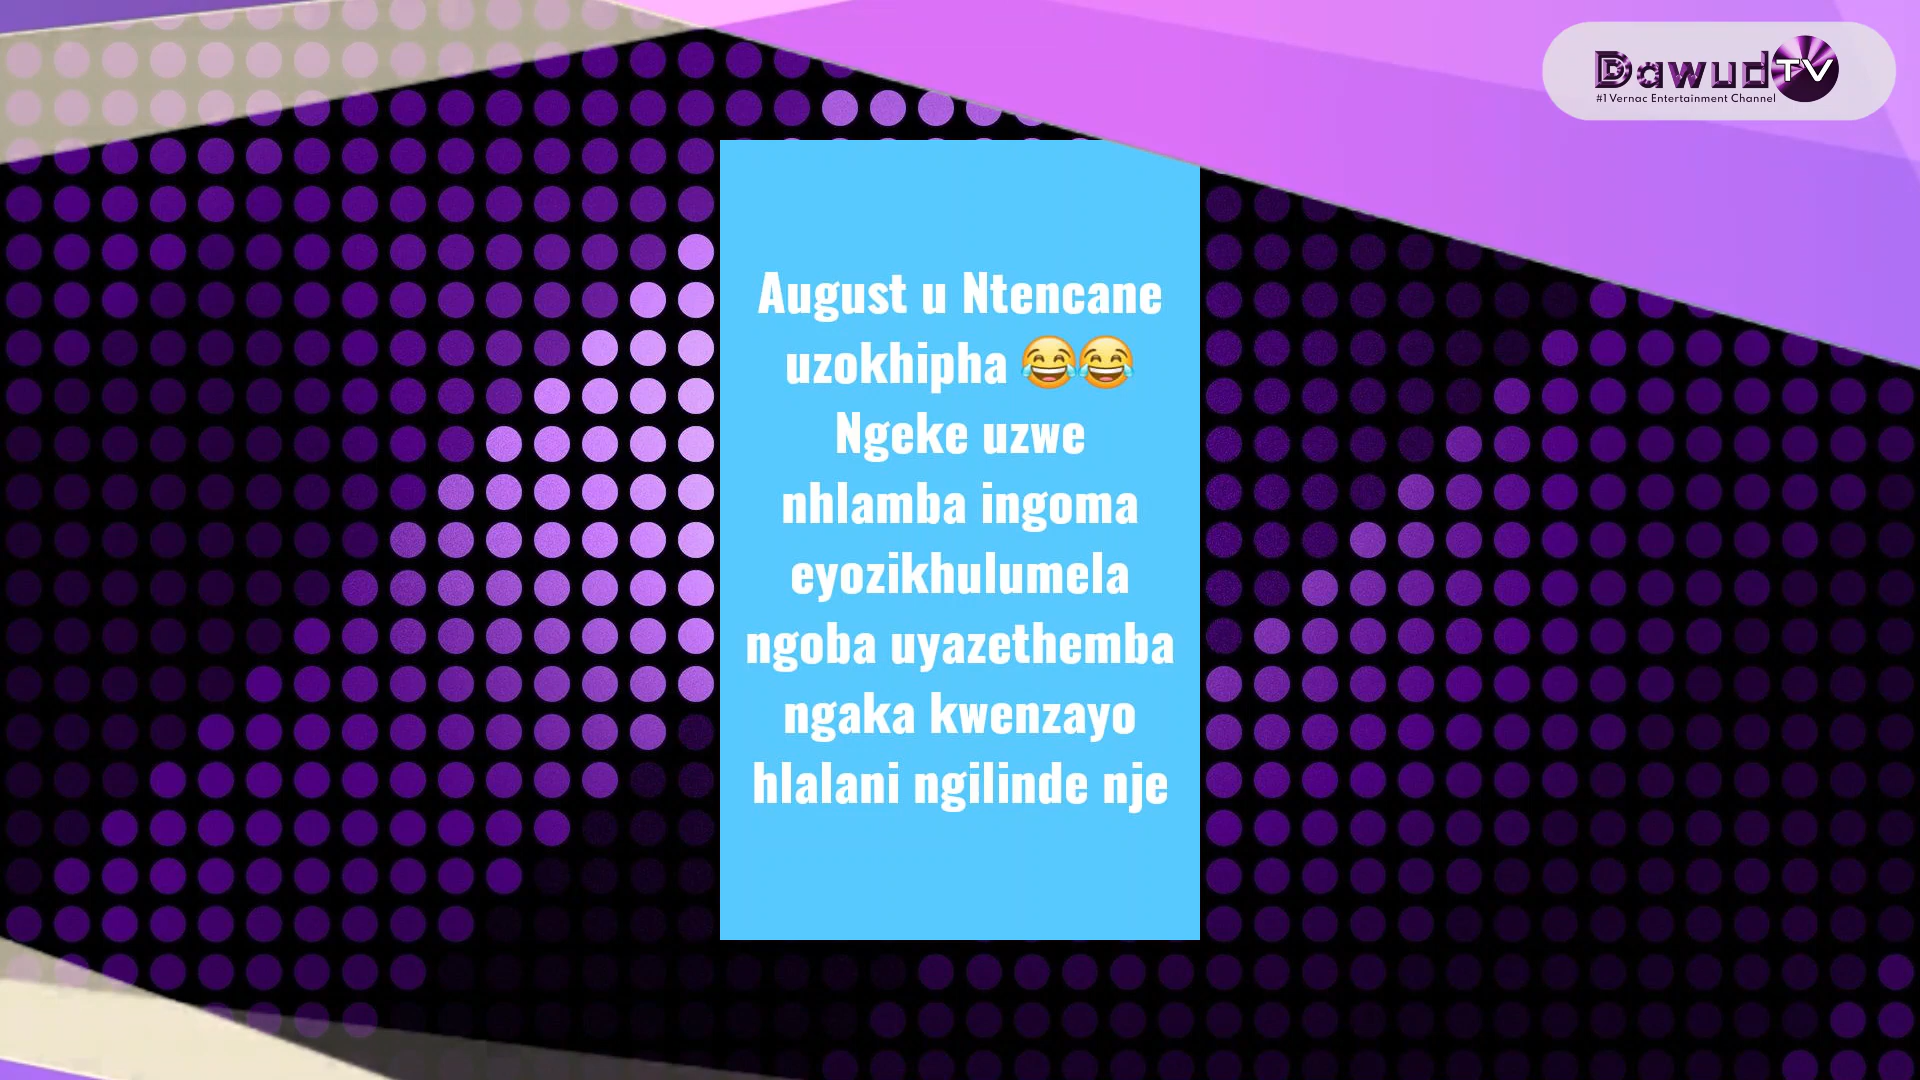 Dawud TV
#1 Vernac Entertainment Channel
August u Ntencane
uzokhipha 😂😂
Ngeke uzwe
nhlamba ingoma
eyozikhulumela
ngoba uyazethemba
ngaka kwenzayo
hlalani ngilinde nje